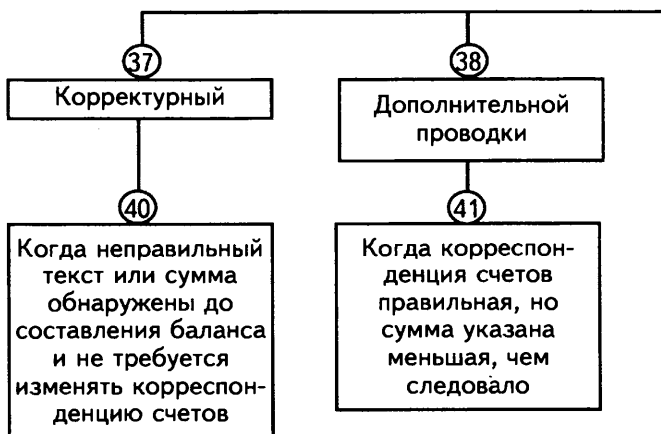 37
Корректурный
38
Дополнительной
проводки
40
Когда неправильный
текст или сумма
обнаружены до
составления баланса
и не требуется
изменять корреспон-
денцию счетов
41
Когда корреспон-
денция счетов
правильная, но
сумма указана
меньшая, чем
следовало